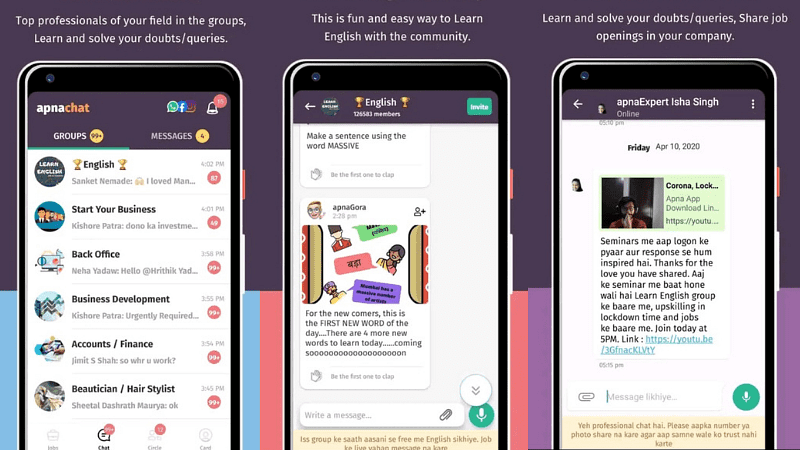 Top professionals of your field in the groups,
Learn and solve your doubts/queries.
apnachat
10
GROUPS 99+
MESSAGES 4
🏆English 🏆
4:02 PM
Sanket Nemade: 🙌 I loved Man...
87
Start Your Business
4:01 PM
Kishore Patra: dono ka investme...
49
Back Office
3:58 PM
Neha Yadaw: Hello @Hrithik Yad...
99+
Business Development
3:55 PM
Kishore Patra: Urgently Required...
99+
Accounts / Finance
3:54 PM
Jimit S Shah: so whr u work?
99+
Beautician / Hair Stylist
2:45 PM
Sheetal Dashrath Maurya: ok
99+
LEARN
ENGLISH
Jobs
Chat
99+
Circle
12
Card
This is fun and easy way to Learn
English with the community.
🏆English 🏆
126583 members
Invite
Make a sentence using the
word MASSIVE
Be the first one to clap
apnaGora
2:28 pm
बड़ा
Mumbai has a
massive number
of artists
For the new comers, this is
the FIRST NEW WORD of the
day....There are 4 more new
words to learn today......coming
sooooooooooooooooooon
Be the first one to clap
Write a message...
Iss group ke saath aasani se free me English sikhiye. Job
ke liye yahan message na kare
Learn and solve your doubts/queries, Share job
openings in your company.
apnaExpert Isha Singh
Online
05:10 pm
Friday Apr 10, 2020
Corona, Lock...
Apna App
Download Lin...
https://youtu...
Seminars me aap logon ke
pyaar aur response se hum
inspired hai. Thanks for the
love you have shared. Aaj
ke seminar me baat hone
wali hai Learn English group
ke baare me, upskilling in
lockdown time and jobs
ke baare me. Join today at
5PM. Link : https://youtu.be
/3GfnacKLVtY
05:15 pm
Message likhiye...
Yeh professional chat hai. Please aapka number ya
photo share na kare agar aap samne wale ko trust nahi
karte